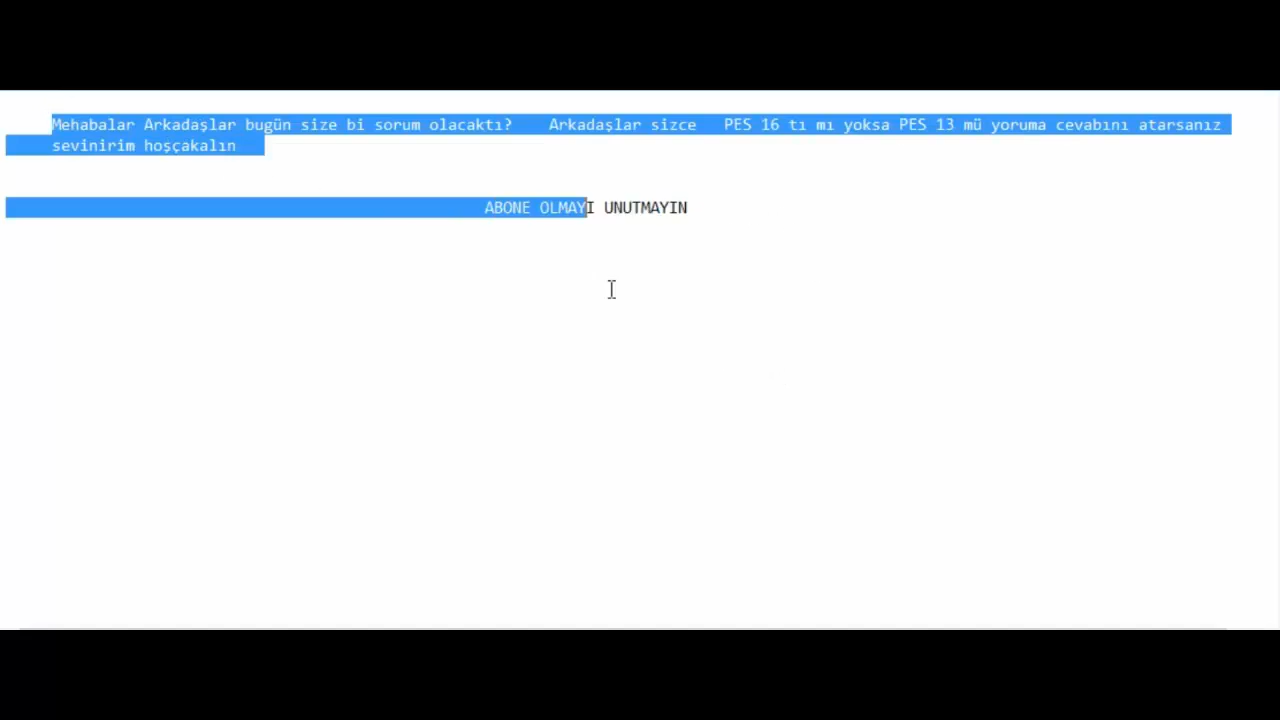 Mehabalar Arkadaşlar bugün size bi sorum olacaktı? Arkadaşlar sizce PES 16 tı mı yoksa PES 13 mü yoruma cevabını atarsanız
sevinirim hoşçakalın
ABONE OLMAYI UNUTMAYIN